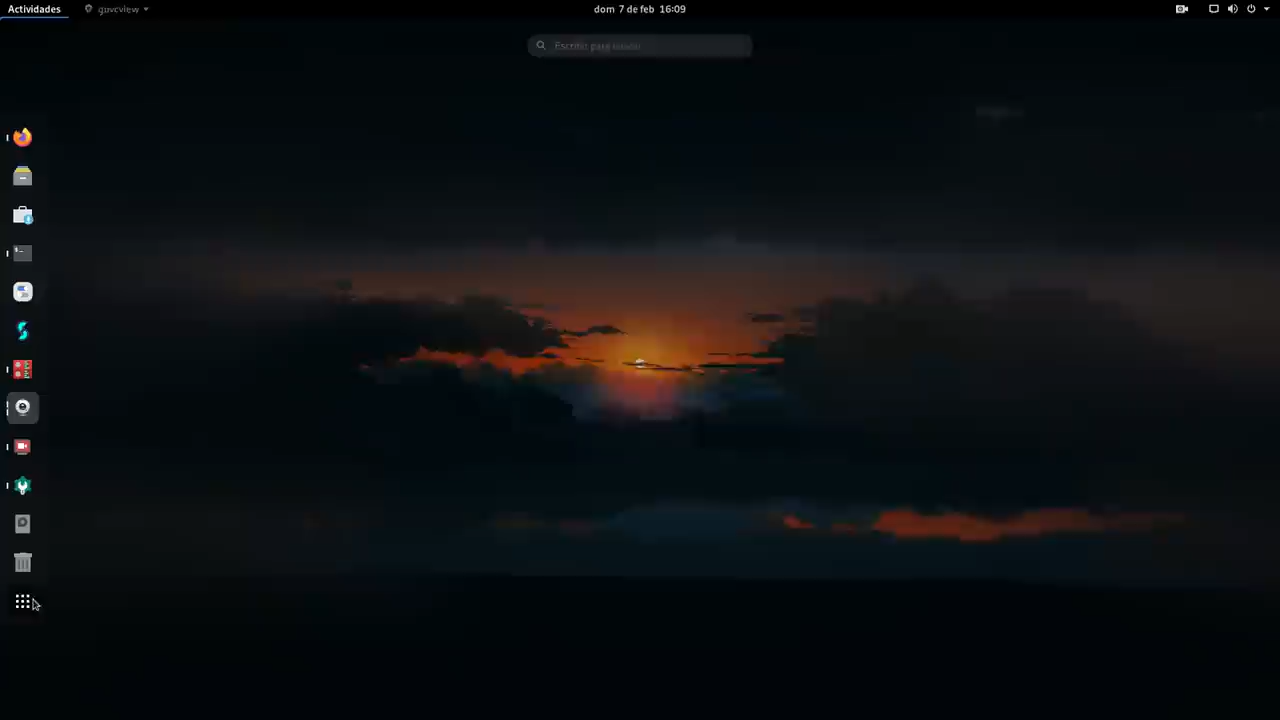 Actividades
guvcview
dom 7 de feb 16:09
Escribir para buscar